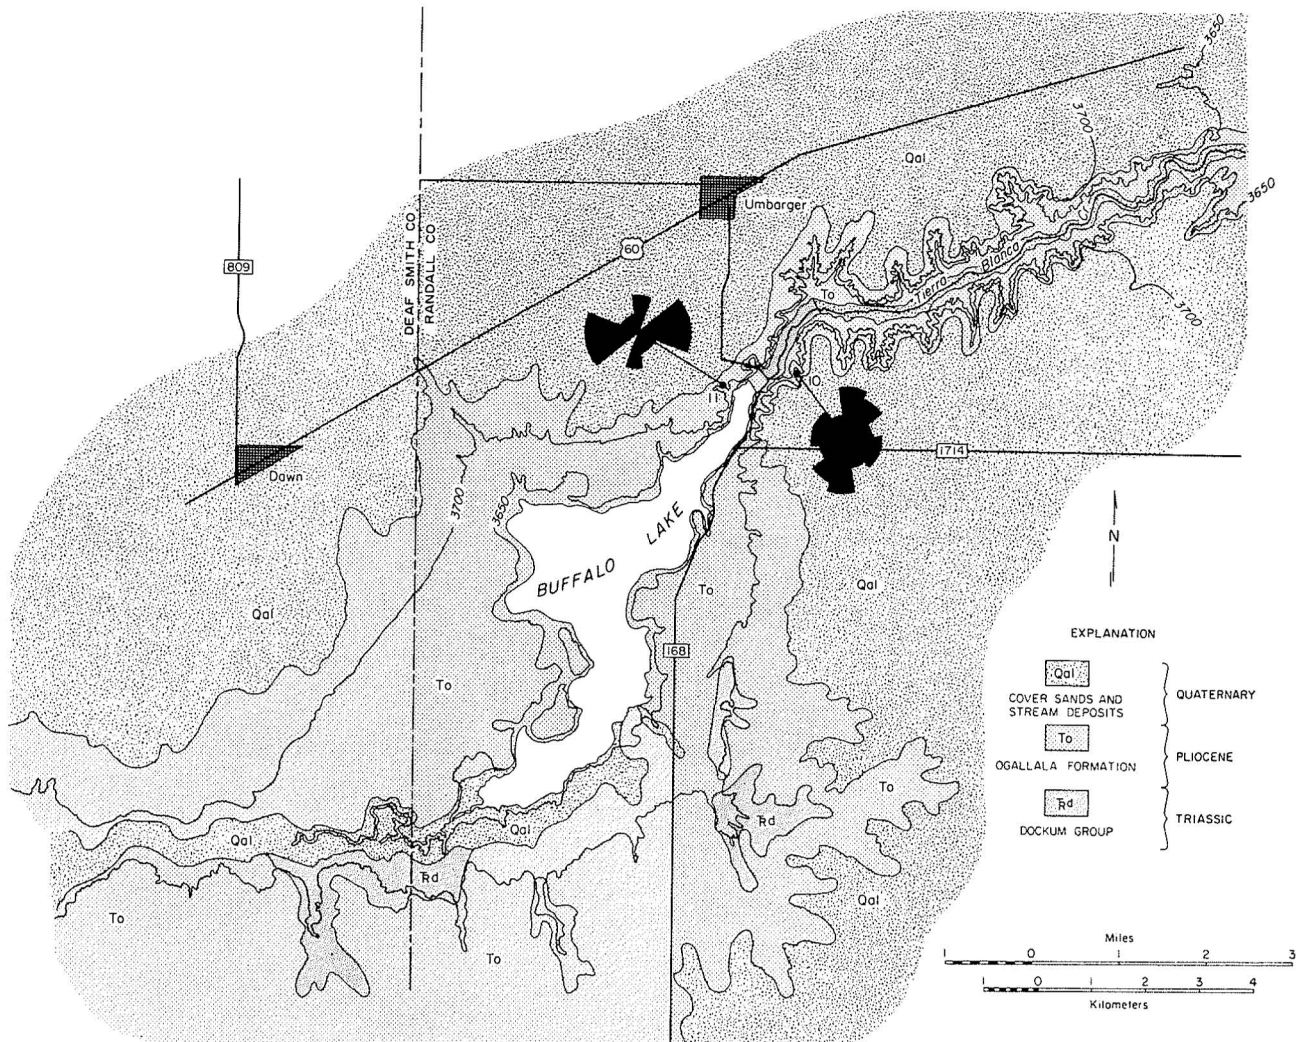 3650
3700
Qal
Umbarger
3650
60
809
DEAF SMITH CO
RANDALL CO
Tierra Blanca
To
3700
11
10
1714
Dawn
3700
3650
N
BUFFALO LAKE
To
Qal
Qal
168
To
EXPLANATION
Qal
COVER SANDS AND
STREAM DEPOSITS
QUATERNARY
To
OGALLALA FORMATION
PLIOCENE
Ŧd
DOCKUM GROUP
TRIASSIC
To
Ŧd
Qal
Qal
Ŧd
Qal
To
To
Miles
0 1 2 3
1 0 1 2 3 4
Kilometers